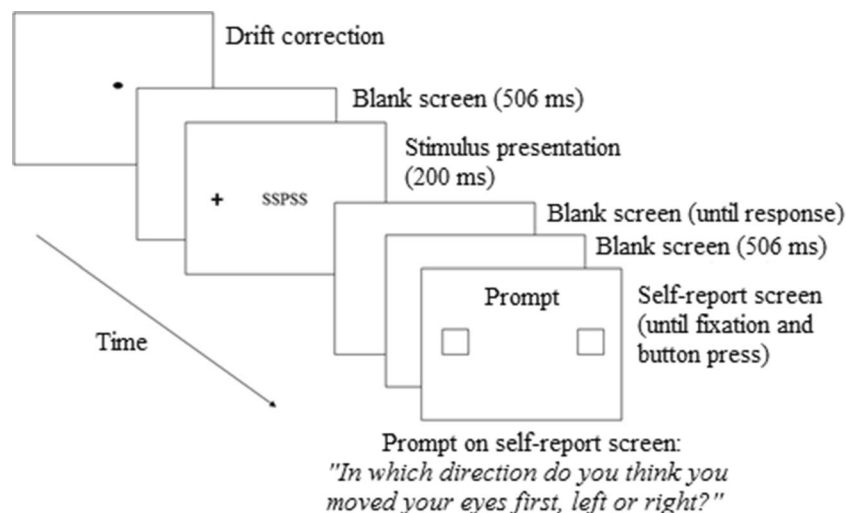 Drift correction
Blank screen (506 ms)
Stimulus presentation
(200 ms)
+ SSPSS
Blank screen (until response)
Blank screen (506 ms)
Prompt
Self-report screen
(until fixation and
button press)
Time
Prompt on self-report screen:
"In which direction do you think you
moved your eyes first, left or right?"